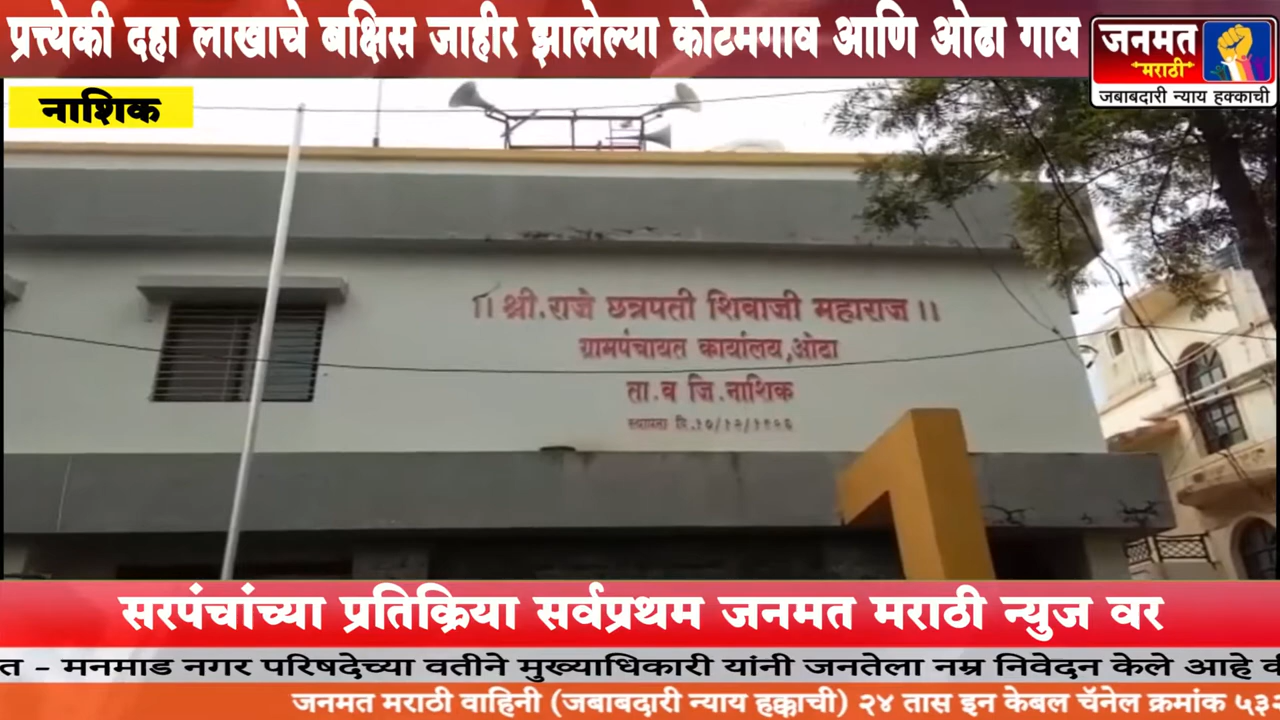 प्रत्त्येकी दहा लाखाचे बक्षिस जाहीर झालेल्या कोटमगाव आणि ओढा गाव
जनमत
मराठी
जबाबदारी न्याय हक्काची
नाशिक
।। श्री.राजे छत्रपती शिवाजी महाराज ।।
ग्रामपंचायत कार्यालय,ओढा
ता.व जि.नाशिक
स्थापना दि.
सरपंचांच्या प्रतिक्रिया सर्वप्रथम जनमत मराठी न्युज वर
त - मनमाड नगर परिषदेच्या वतीने मुख्याधिकारी यांनी जनतेला नम्र निवेदन केले आहे
जनमत मराठी वाहिनी (जबाबदारी न्याय हक्काची) २४ तास इन केबल चॅनेल क्रमांक ५३